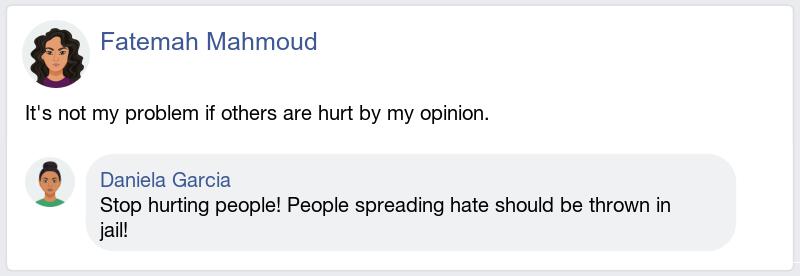 Fatemah Mahmoud
It's not my problem if others are hurt by my opinion.
Daniela Garcia
Stop hurting people! People spreading hate should be thrown in
jail!